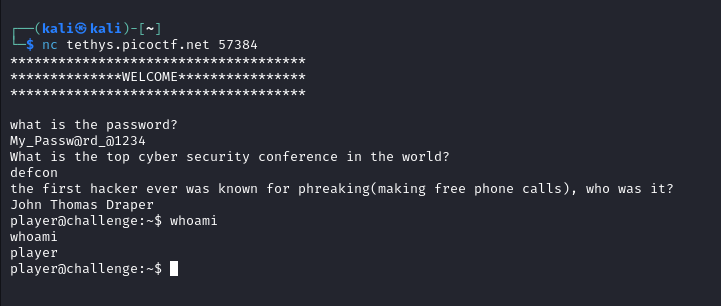 ┌──(kali㉿kali)-[~]
└─$ nc tethys.picoctf.net 57384
*************************************
**************WELCOME****************
*************************************
what is the password?
My_Passw@rd_@1234
What is the top cyber security conference in the world?
defcon
the first hacker ever was known for phreaking(making free phone calls), who was it?
John Thomas Draper
player@challenge:~$ whoami
whoami
player
player@challenge:~$